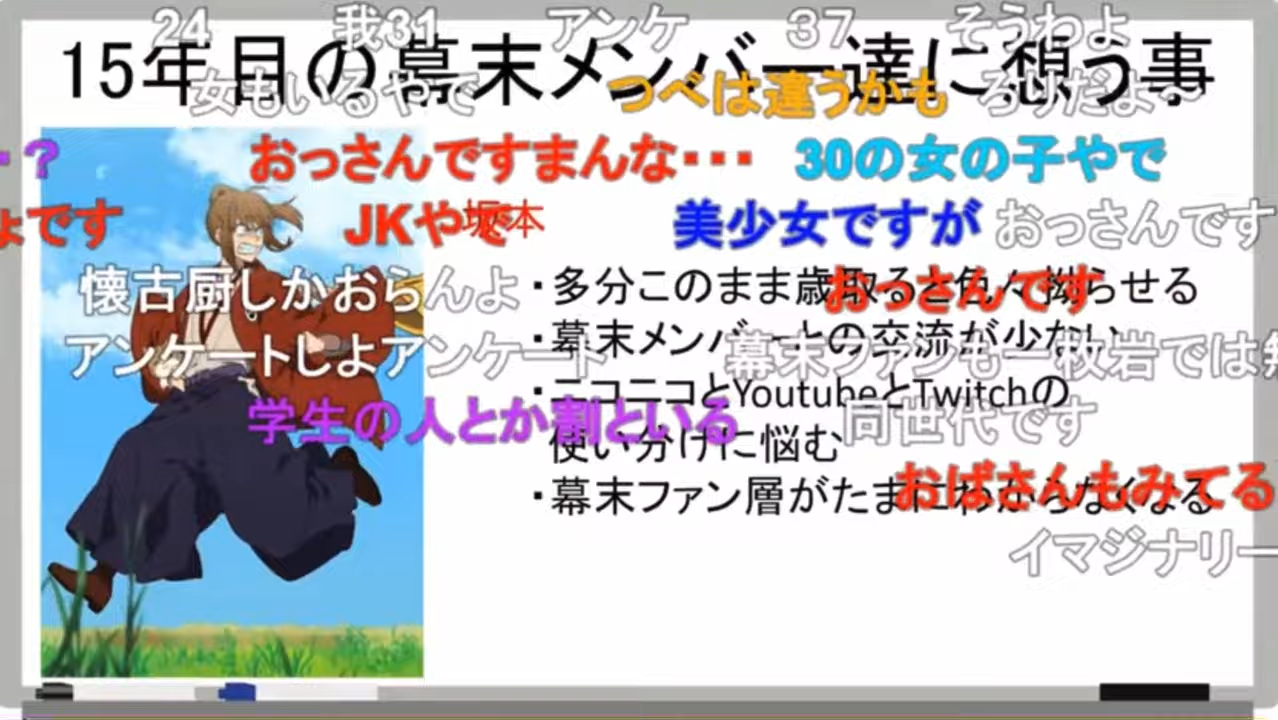 24
我31
アンケ
37
そうわよ
15年目の幕末メンバー達に想う事
女もいるやで
つべは違うかも
ろりだよ～
・?
おっさんですまんな・・・
30の女の子やで
ょです
JKやで
坂本
美少女ですが
おっさんです
懐古厨しかおらんよ
・多分このまま歳取ると色々拗らせる
おっさんです
・幕末メンバーとの交流が少ない
アンケートしよアンケート
幕末ファンも一枚岩では無
・ニコニコとYoutubeとTwitchの
学生の人とか割といる
同世代です
使い分けに悩む
・幕末ファン層がたまにわからなくなる
おばさんもみてる
イマジナリー